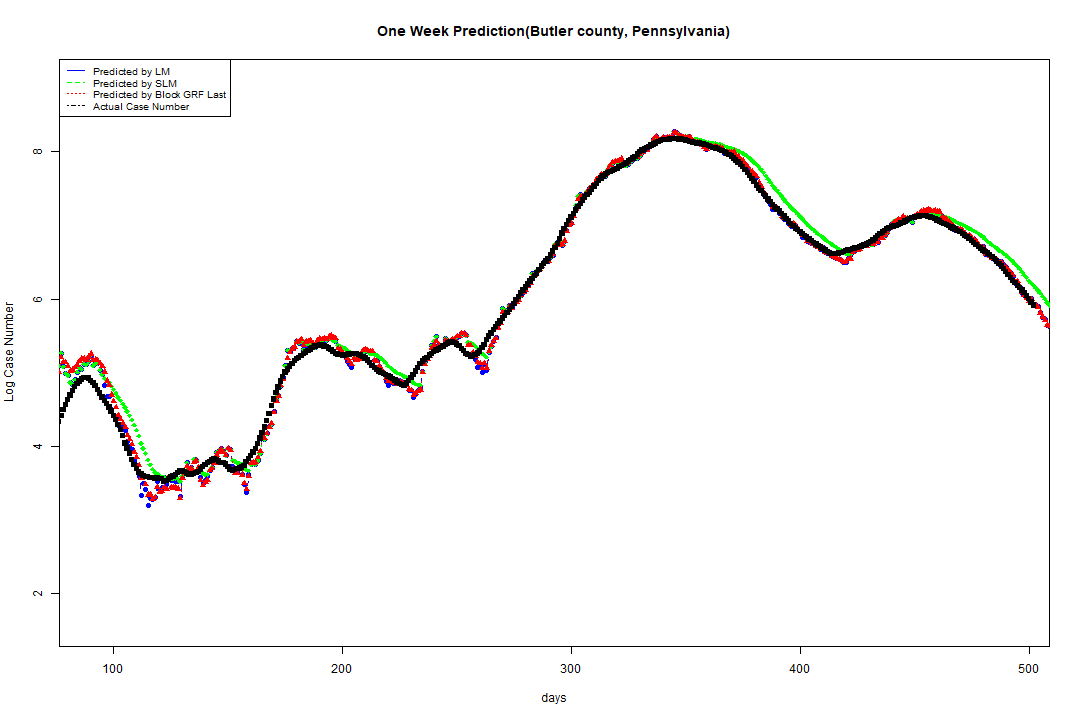 One Week Prediction(Butler county, Pennsylvania)
Predicted by LM
Predicted by SLM
Predicted by Block GRF Last
Actual Case Number
8
6
4
2
Log Case Number
100 200 300 400 500
days